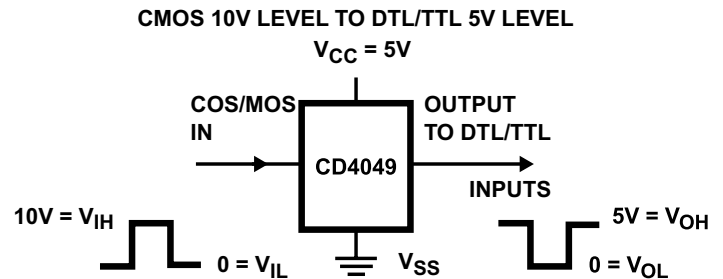 CMOS 10V LEVEL TO DTL/TTL 5V LEVEL
VCC = 5V
COS/MOS
IN
OUTPUT
TO DTL/TTL
CD4049
INPUTS
10V = VIH
0 = VIL
VSS
5V = VOH
0 = VOL